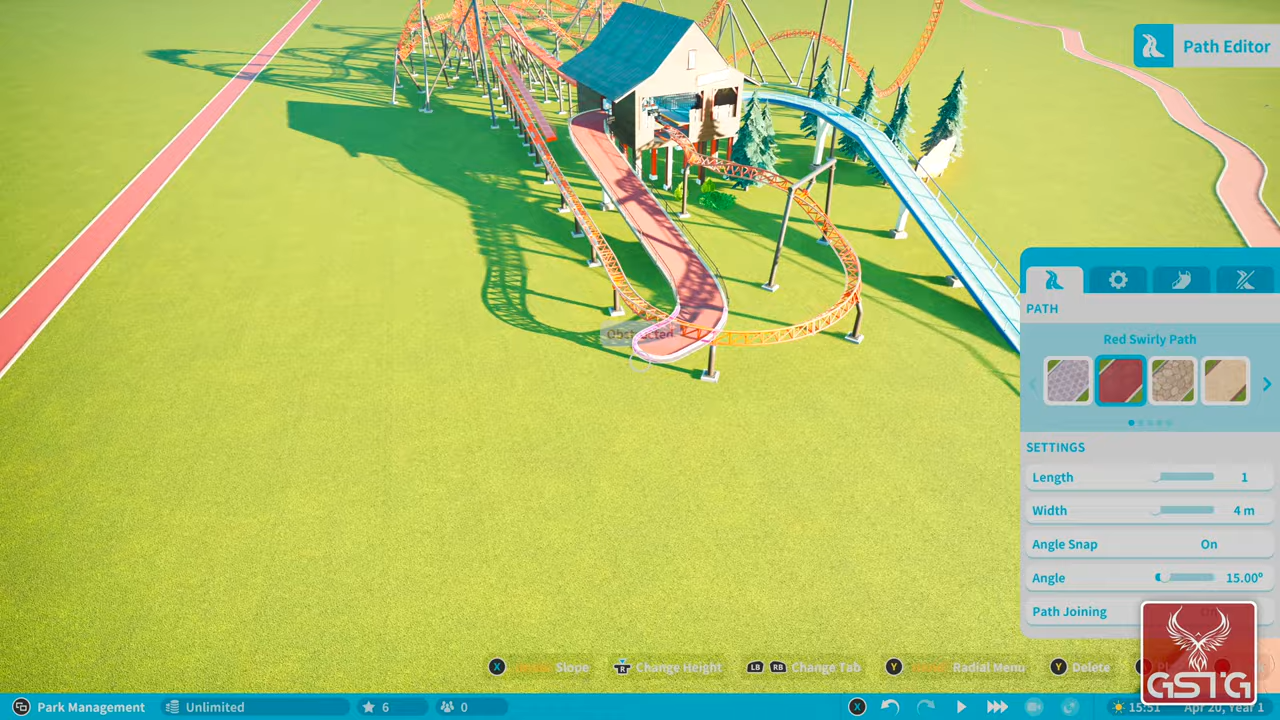 Path Editor
PATH
Red Swirly Path
Obstructed
SETTINGS
Length 1
Width 4 m
Angle Snap On
Angle 15.00°
Path Joining
X Slope
R Change Height
LB RB Change Tab
Y Radial Menu
Y Delete
GSTG
Park Management
Unlimited
6
0
X
15:51
Apr 20, Year 1